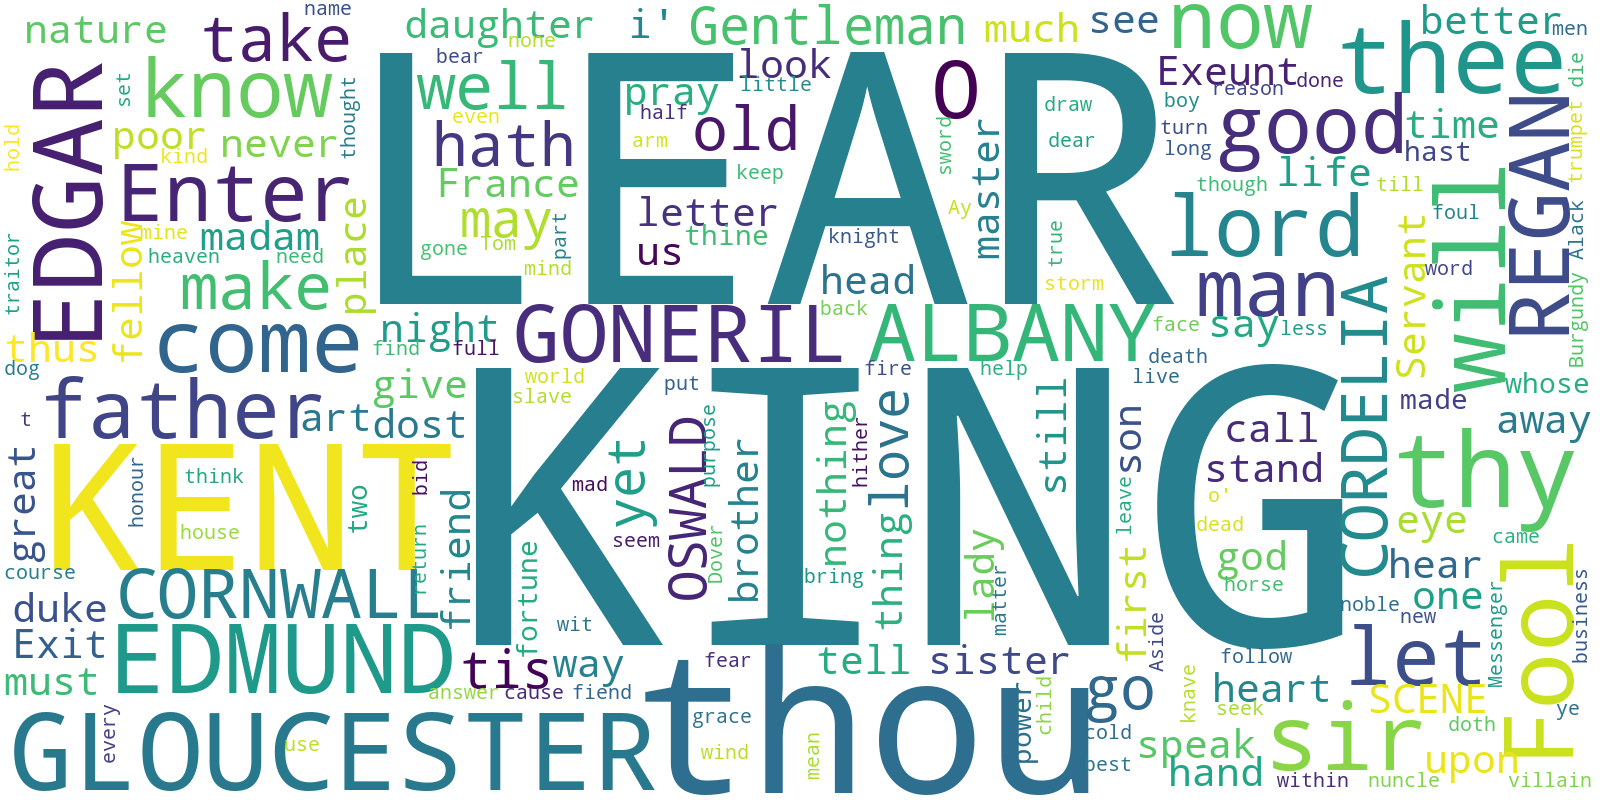 name
nature
take
daughter
none
i'
Gentleman
much
see
now
better
men
bear
LEAR
look
O
Exeunt
done
thee
die
set
know
thought
well
pray
little
reason
boy
EDGAR
hold
poor
never
even
hath
half
arm
old
draw
dear
master
sword
turn
long
good
time
hast
REGAN
trumpet
kind
Enter
France
keep
though
life
till
may
letter
thine
us
Ay
knight
true
lord
will
foul
Alack
fellow
mine
madam
place
gone
Tom
part
mind
heaven
need
traitor
make
head
storm
man
Servant
word
Burgundy
thus
come
night
GONERIL
back
ALBANY
face
say
less
CORDELIA
find
full
dog
death
fire
help
live
world
slave
put
KING
whose
father
give
t
art
dost
made
away
love
still
son
call
stand
thy
great
KENT
honour
think
house
two
bid
return
friend
mad
yet
seem
OSWALD
purpose
Dover
brother
nothing
hither
thing
lady
matter
leave
o'
dead
eye
god
horse
first
came
hear
course
duke
CORNWALL
fortune
bring
noble
one
new
Fool
Messenger
business
Exit
EDMUND
wit
Aside
let
must
tis
way
fear
tell
sister
follow
answer
cause
fiend
thou
go
heart
SCENE
GLOUCESTER
every
use
grace
wind
mean
power
child
cold
best
knave
seek
speak
sir
doth
ye
hand
within
nuncle
upon
villain